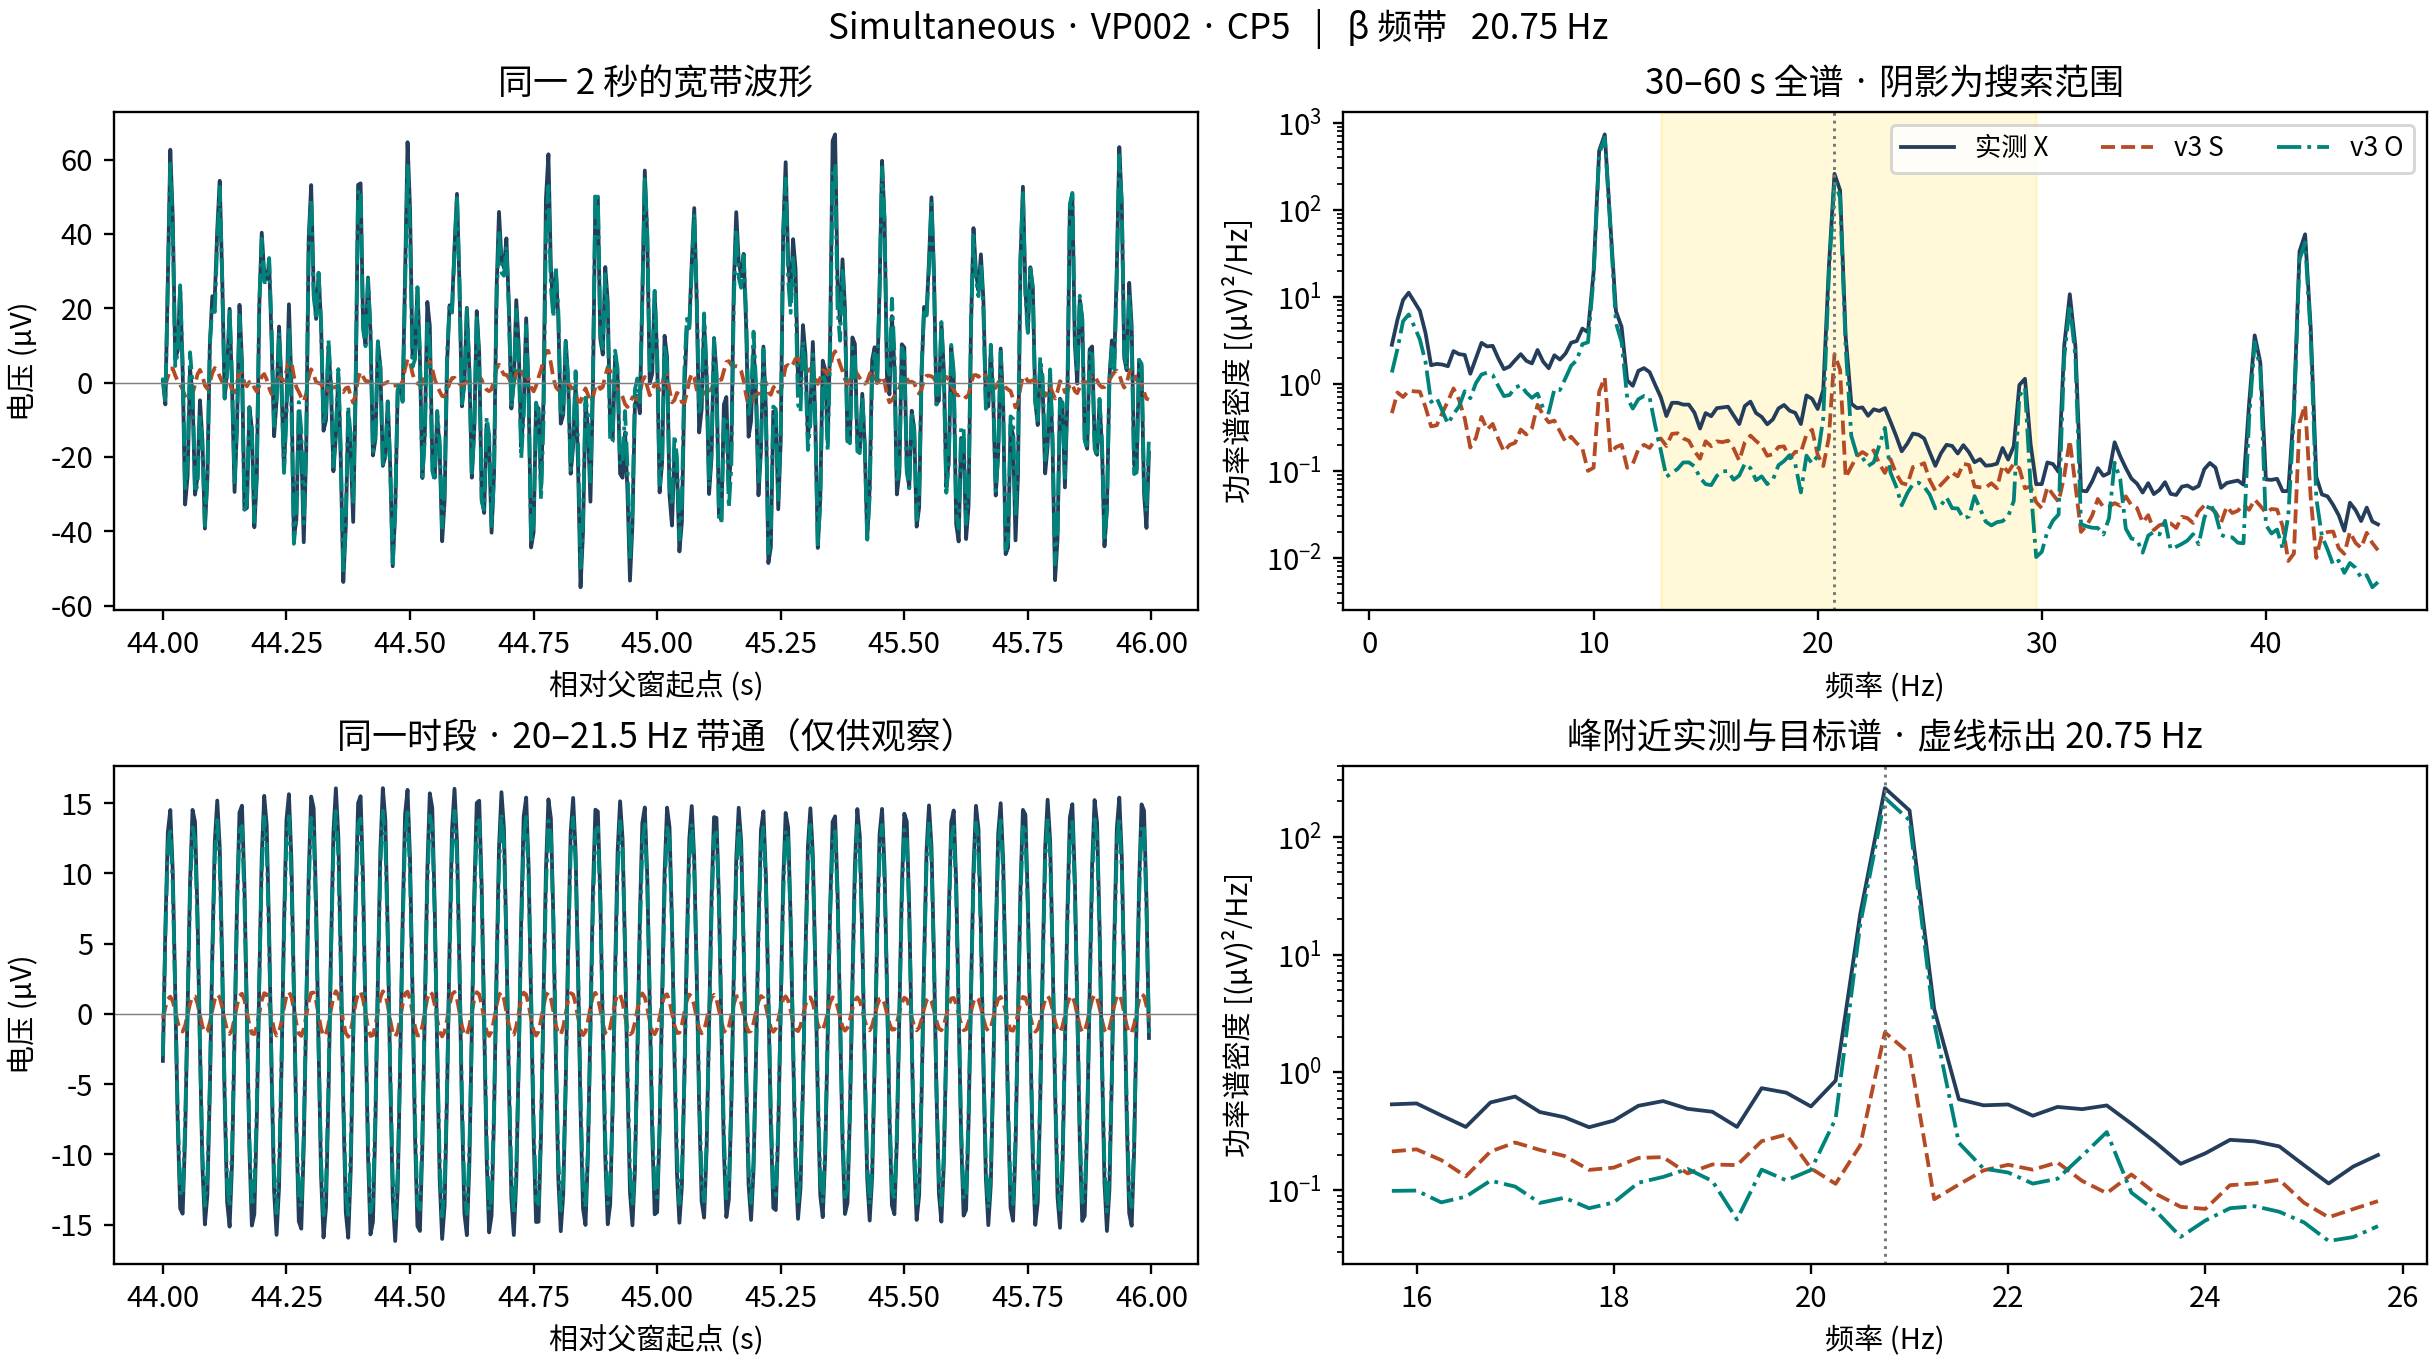 Simultaneous · VP002 · CP5 | β 频带 20.75 Hz
同一 2 秒的宽带波形
60
40
20
0
-20
-40
-60
电压 (μV)
44.00 44.25 44.50 44.75 45.00 45.25 45.50 45.75 46.00
相对父窗起点 (s)
30–60 s 全谱 · 阴影为搜索范围
实测 X v3 S v3 O
10³
10²
10¹
10⁰
10⁻¹
10⁻²
功率谱密度 [(μV)²/Hz]
0 10 20 30 40
频率 (Hz)
同一时段 · 20–21.5 Hz 带通（仅供观察）
15
10
5
0
-5
-10
-15
电压 (μV)
44.00 44.25 44.50 44.75 45.00 45.25 45.50 45.75 46.00
相对父窗起点 (s)
峰附近实测与目标谱 · 虚线标出 20.75 Hz
10²
10¹
10⁰
10⁻¹
功率谱密度 [(μV)²/Hz]
16 18 20 22 24 26
频率 (Hz)